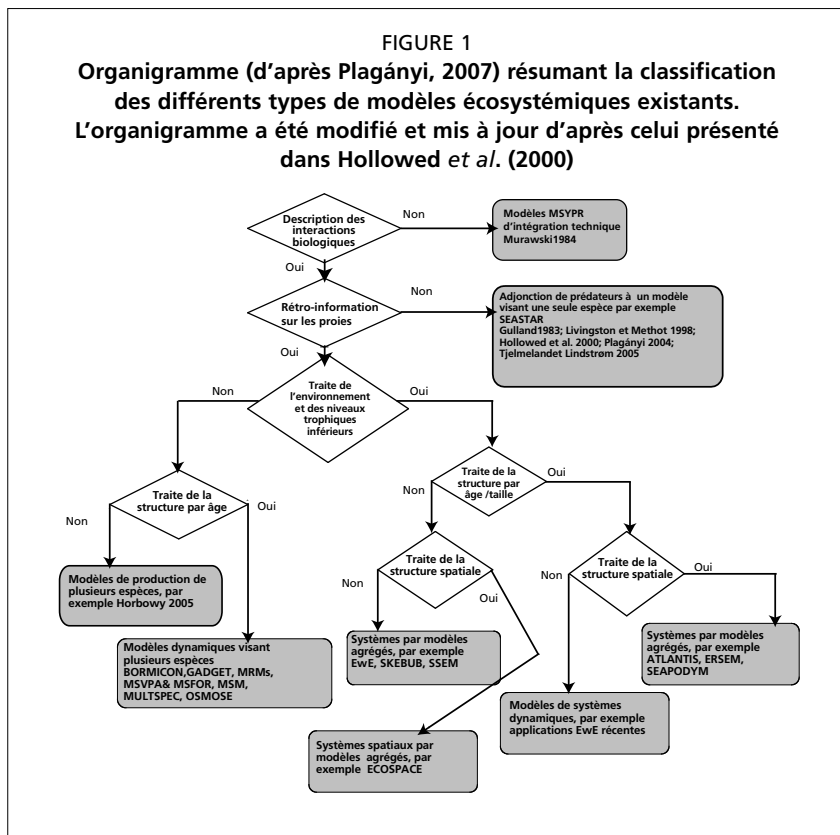 FIGURE 1
Organigramme (d'après Plagányi, 2007) résumant la classification
des différents types de modèles écosystémiques existants.
L'organigramme a été modifié et mis à jour d'après celui présenté
dans Hollowed et al. (2000)
Description des
interactions
biologiques
Non
Modèles MSYPR
d'intégration technique
Murawski1984
Oui
Rétro-information
sur les proies
Non
Adjonction de prédateurs à un modèle
visant une seule espèce par exemple
SEASTAR
Gulland1983; Livingston et Methot 1998;
Hollowed et al. 2000; Plagányi 2004;
Tjelmelandet Lindstrøm 2005
Oui
Non
Traite de
l'environnement
et des niveaux
trophiques
inférieurs
Oui
Traite de la
structure par âge
Non
Oui
Traite de la
structure par
âge /taille
Non
Oui
Modèles de production de
plusieurs espèces, par
exemple Horbowy 2005
Traite de la
structure spatiale
Non
Oui
Traite de la
structure spatiale
Non
Oui
Modèles dynamiques visant
plusieurs espèces
BORMICON,GADGET, MRMs,
MSVPA& MSFOR, MSM,
MULTSPEC, OSMOSE
Systèmes par modèles
agrégés, par exemple
EwE, SKEBUB, SSEM
Systèmes par modèles
agrégés, par exemple
ATLANTIS, ERSEM,
SEAPODYM
Systèmes spatiaux par
modèles agrégés, par
exemple ECOSPACE
Modèles de systèmes
dynamiques, par exemple
applications EwE récentes